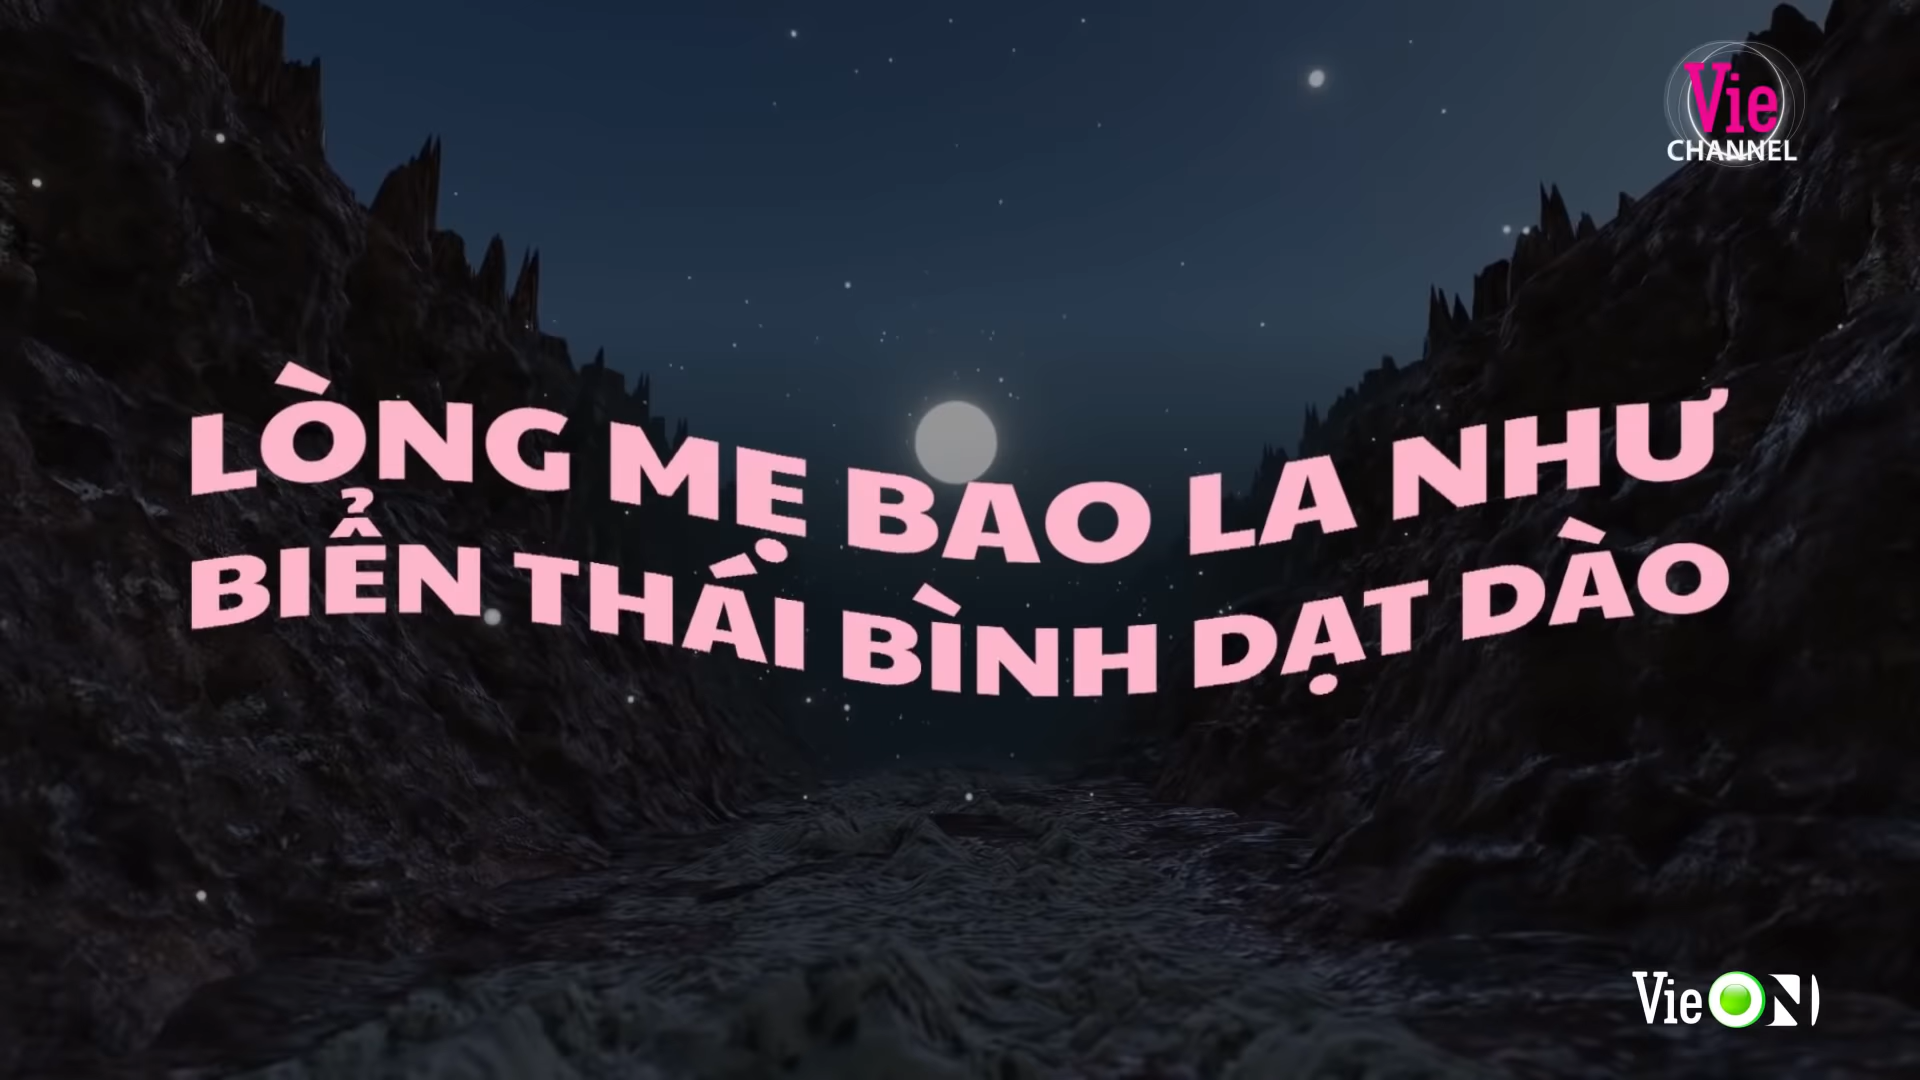 Vie
CHANNEL
LÒNG MẸ BAO LA NHƯ
BIỂN THÁI BÌNH DẠT DÀO
VieON